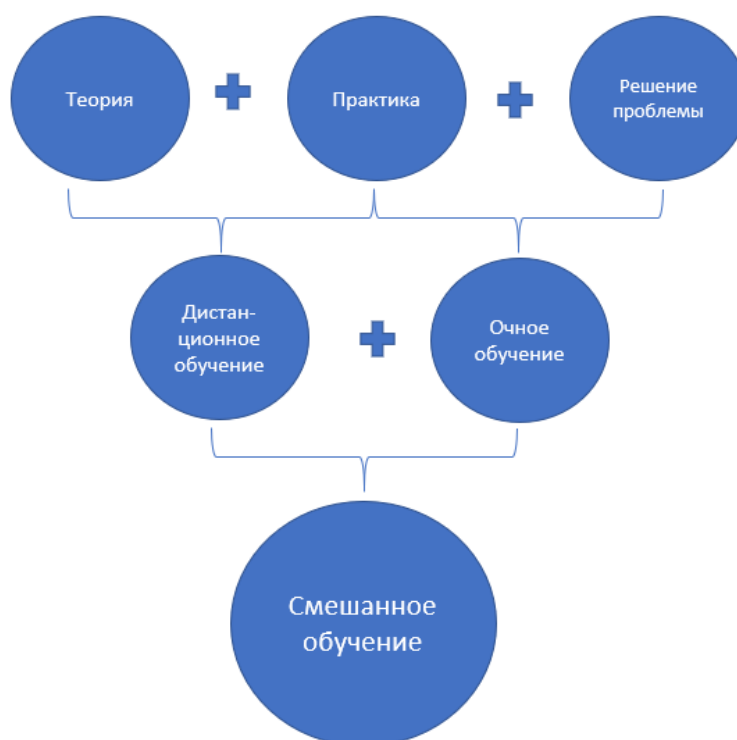 Теория
Практика
Решение
проблемы
Дистан-
ционное
обучение
Очное
обучение
Смешанное
обучение